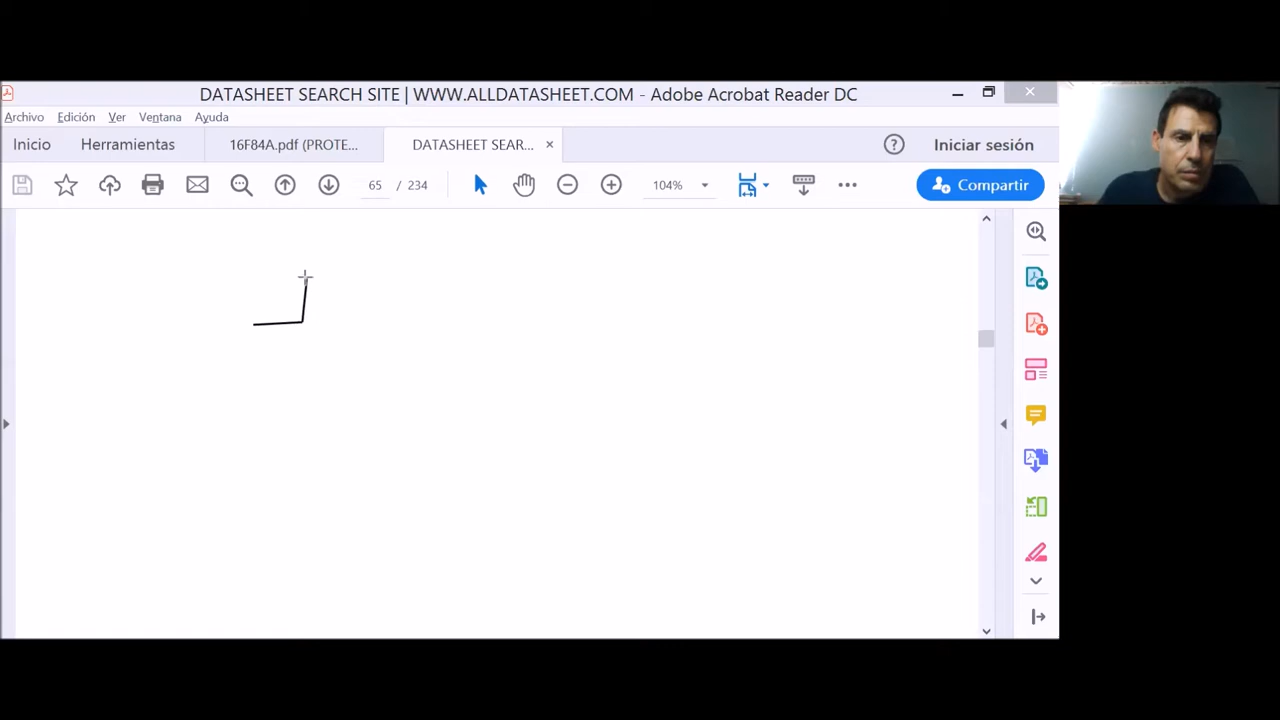 DATASHEET SEARCH SITE | WWW.ALLDATASHEET.COM - Adobe Acrobat Reader DC
Archivo Edición Ver Ventana Ayuda
Inicio Herramientas 16F84A.pdf (PROTE... DATASHEET SEAR... × ? Iniciar sesión
65 / 234 104% Compartir